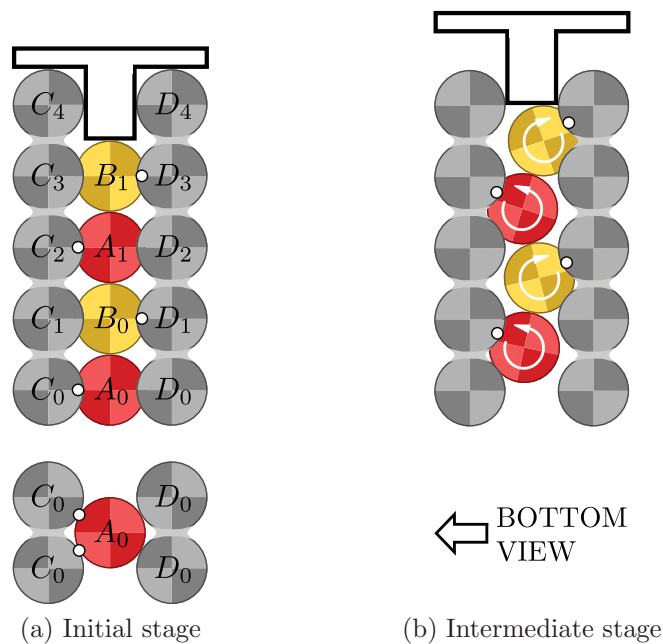 C4 D4
C3 B1 D3
C2 A1 D2
C1 B0 D1
C0 A0 D0
C0 D0
A0
C0 D0
BOTTOM
VIEW
(a) Initial stage
(b) Intermediate stage